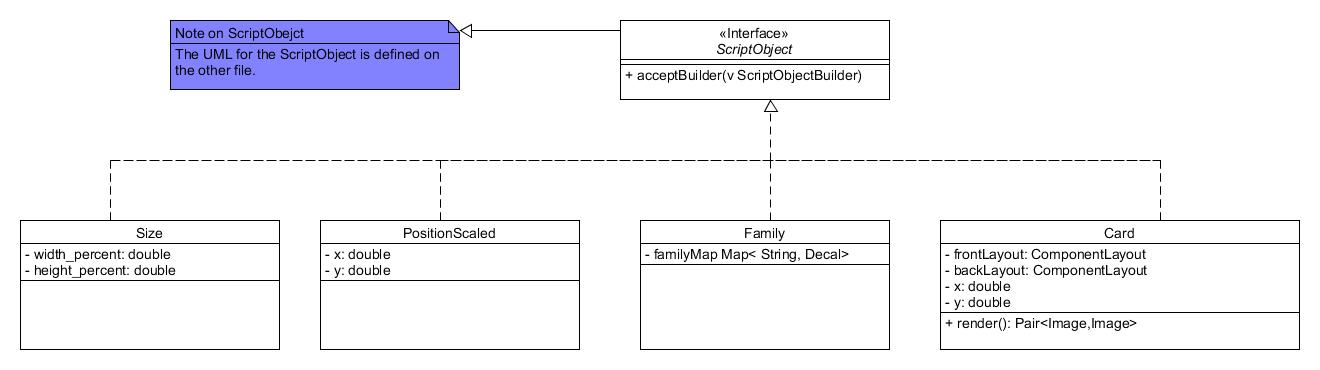 Note on ScriptObejct
The UML for the ScriptObject is defined on
the other file.
«Interface»
ScriptObject
+ acceptBuilder(v ScriptObjectBuilder)
Size
- width_percent: double
- height_percent: double
PositionScaled
- x: double
- y: double
Family
- familyMap Map< String, Decal>
Card
- frontLayout: ComponentLayout
- backLayout: ComponentLayout
- x: double
- y: double
+ render(): Pair<Image,Image>